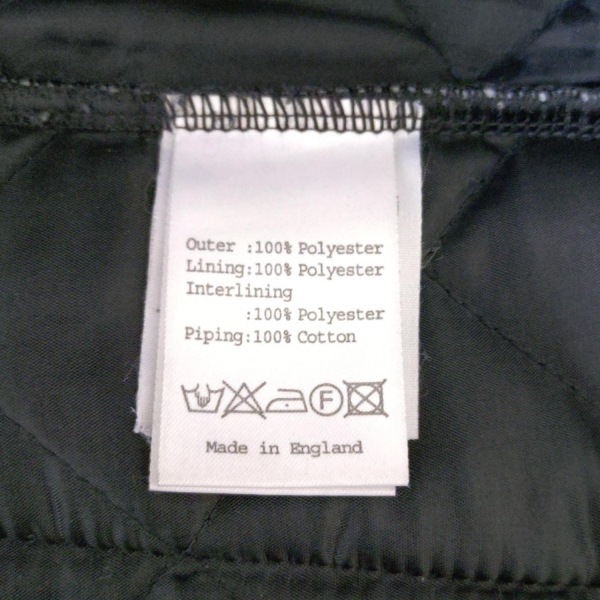 Outer :100% Polyester
Lining:100% Polyester
Interlining
:100% Polyester
Piping:100% Cotton
F
Made in England